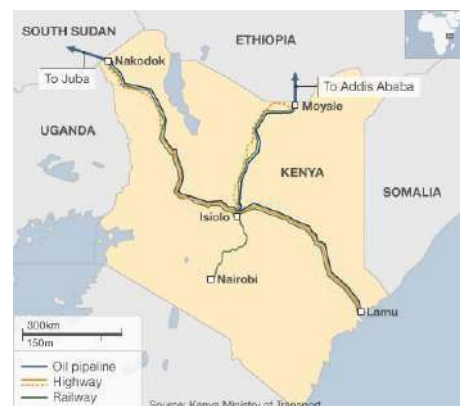 SOUTH SUDAN
ETHIOPIA
Nakodok
To Juba
To Addis Ababa
Moyale
UGANDA
KENYA
SOMALIA
Isiolo
Nairobi
Lamu
300km
150m
Oil pipeline
Highway
Railway
Source: Kenya Ministry of Transport